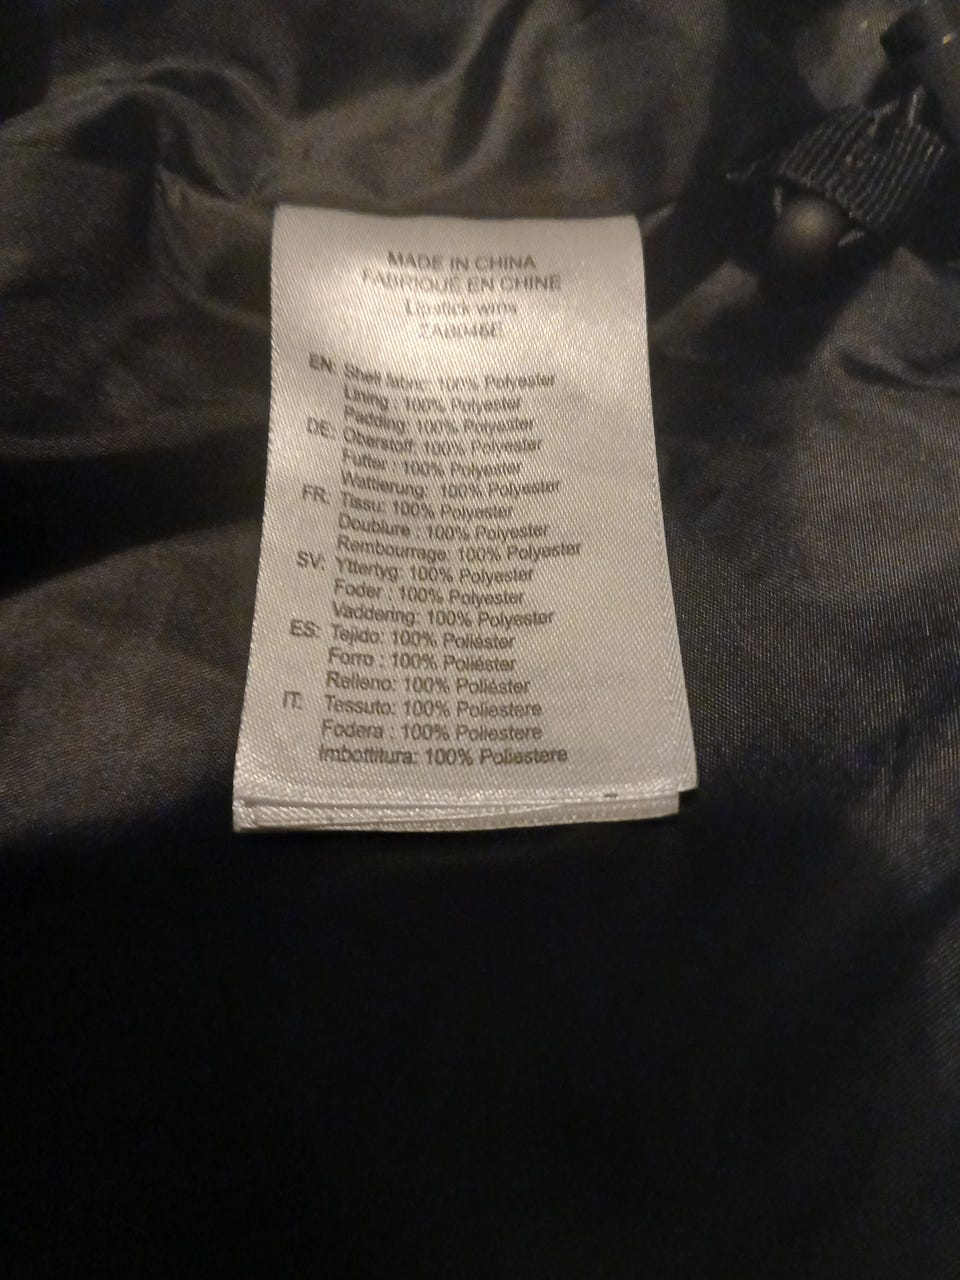 MADE IN CHINA
FABRIQUE EN CHINE
Lipstick wins
EN: Shell fabric: 100% Polyester
Lining : 100% Polyester
Padding: 100% Polyester
DE: Oberstoff: 100% Polyester
Futter : 100% Polyester
Wattierung: 100% Polyester
FR: Tissu: 100% Polyester
Doublure : 100% Polyester
Rembourrage: 100% Polyester
SV: Yttertyg: 100% Polyester
Foder : 100% Polyester
Vaddering: 100% Polyester
ES: Tejido: 100% Poliéster
Forro : 100% Poliéster
Relleno: 100% Poliéster
IT: Tessuto: 100% Poliestere
Fodera : 100% Poliestere
Imbottitura: 100% Poliestere